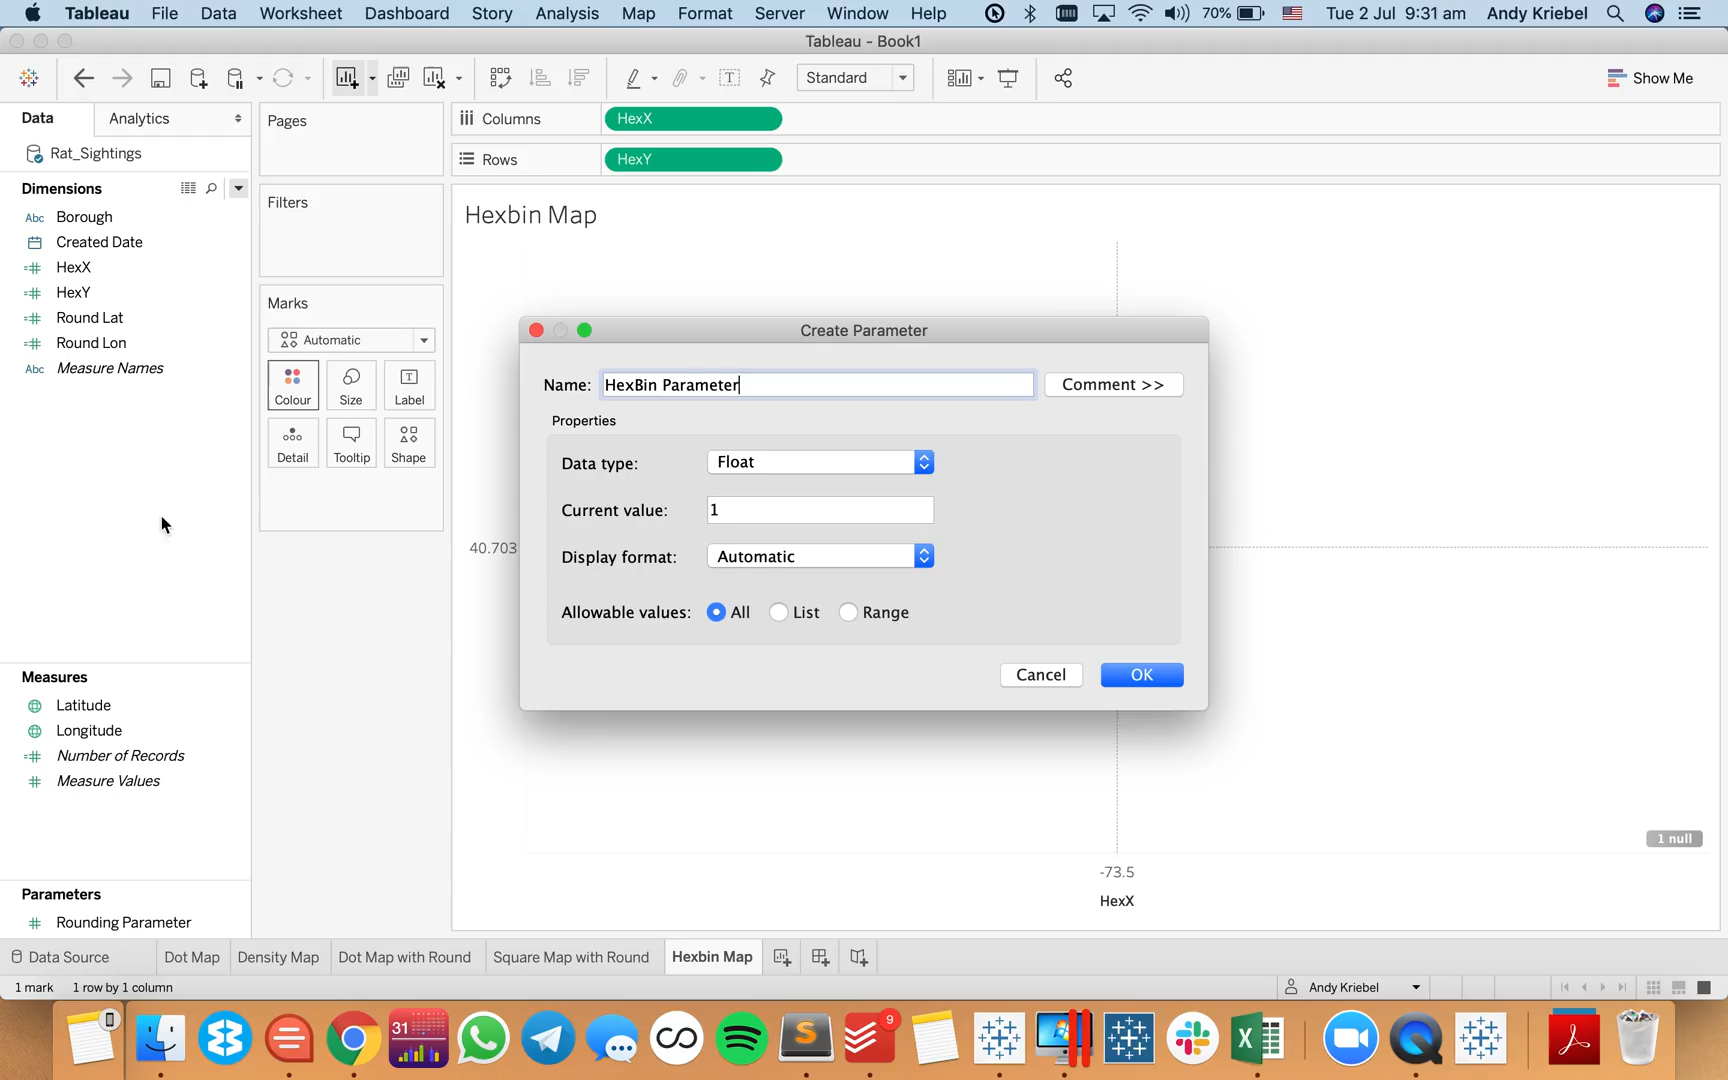 Tableau File Data Worksheet Dashboard Story Analysis Map Format Server Window Help 70% Tue 2 Jul 9:31 am Andy Kriebel
Tableau - Book1
Standard Show Me
Data Analytics Pages Columns HexX
Rat_Sightings Rows HexY
Dimensions
Abc Borough
Created Date
HexX
HexY
Round Lat
Round Lon
Abc Measure Names
Filters
Hexbin Map
Marks
Automatic
Colour Size Label
Detail Tooltip Shape
Create Parameter
Name: HexBin Parameter Comment >>
Properties
Data type: Float
Current value: 1
Display format: Automatic
Allowable values: All List Range
Cancel OK
40.703
1 null
-73.5
HexX
Measures
Latitude
Longitude
Number of Records
Measure Values
Parameters
Rounding Parameter
Data Source Dot Map Density Map Dot Map with Round Square Map with Round Hexbin Map
1 mark 1 row by 1 column Andy Kriebel
31
9